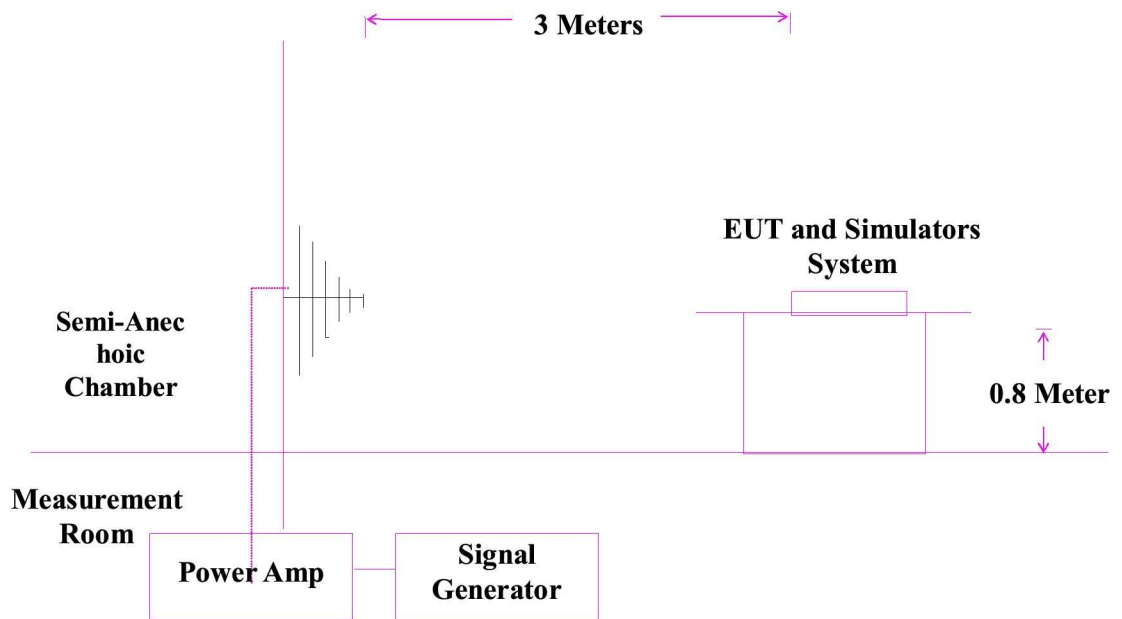 3 Meters
EUT and Simulators
System
Semi-Anec
hoic
Chamber
0.8 Meter
Measurement
Room
Power Amp
Signal
Generator